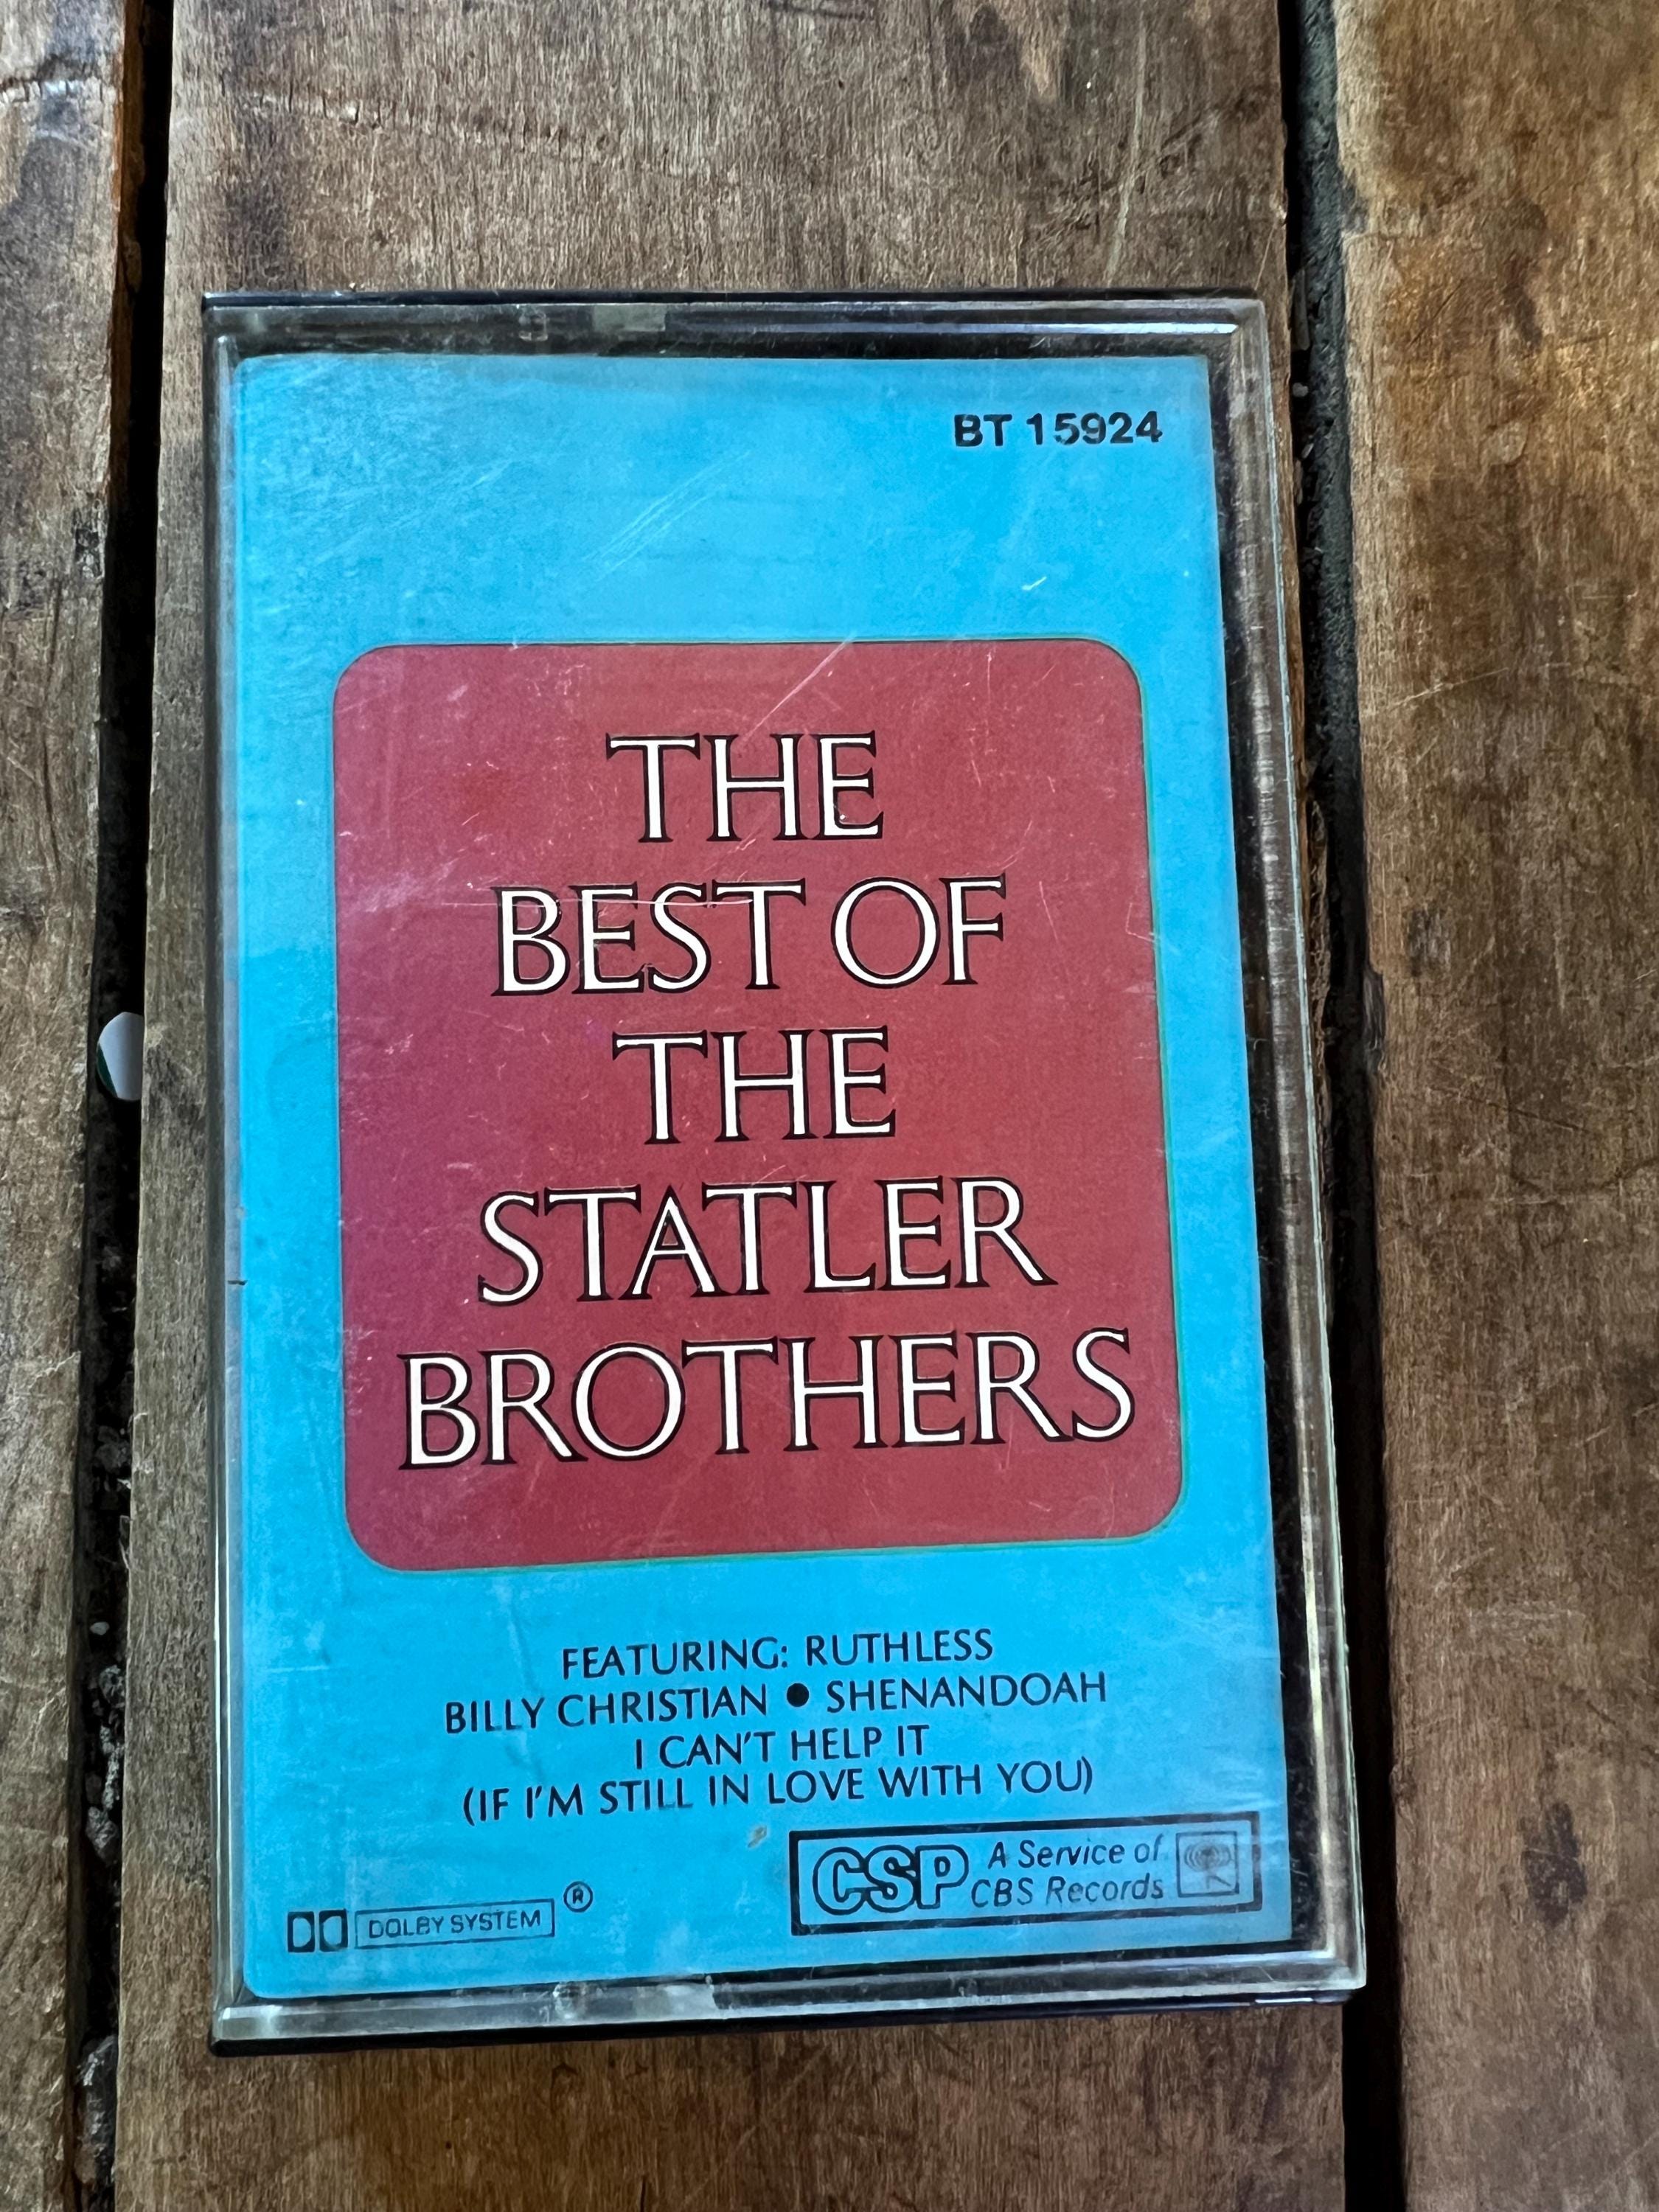 BT 15924
THE
BEST OF
THE
STATLER
BROTHERS
FEATURING: RUTHLESS
BILLY CHRISTIAN ● SHENANDOAH
I CAN'T HELP IT
(IF I'M STILL IN LOVE WITH YOU)
CSP A Service of
CBS Records
DOLBY SYSTEM ®